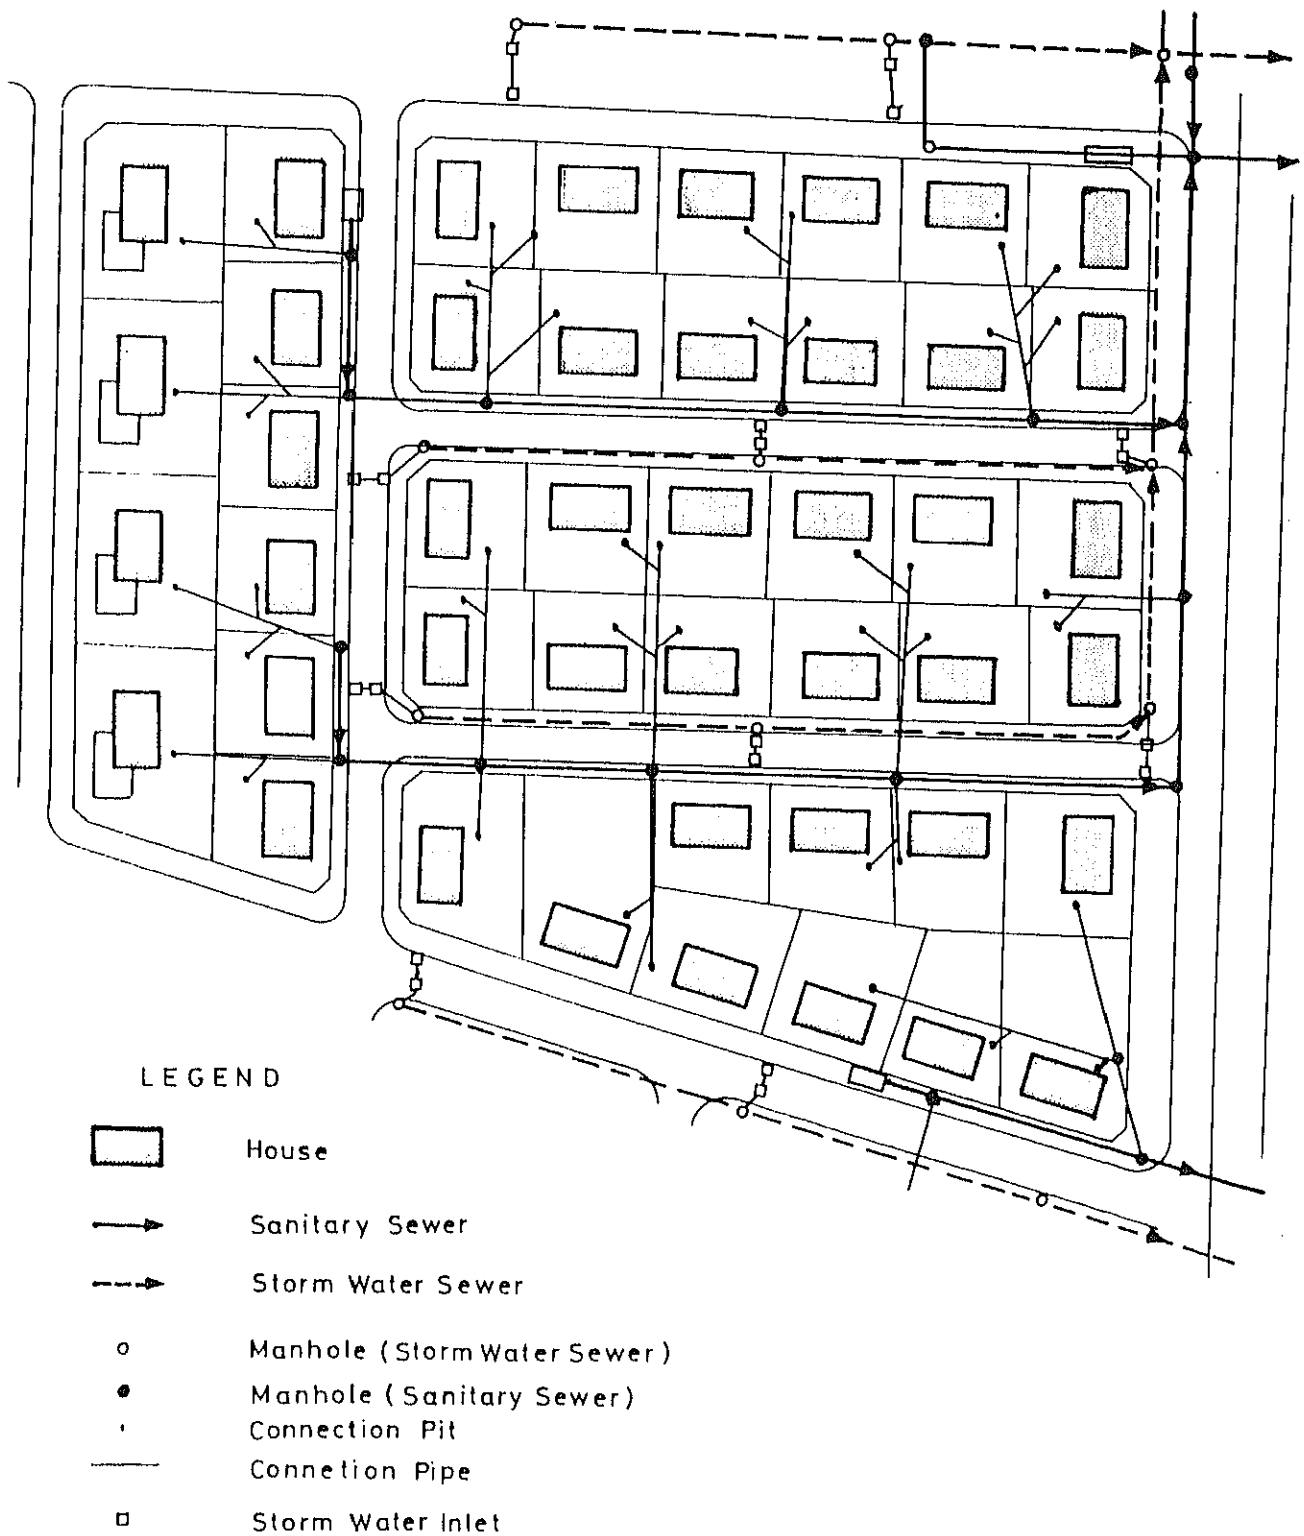 LEGEND
House
Sanitary Sewer
Storm Water Sewer
Manhole (Storm Water Sewer)
Manhole (Sanitary Sewer)
Connection Pit
Connetion Pipe
Storm Water Inlet